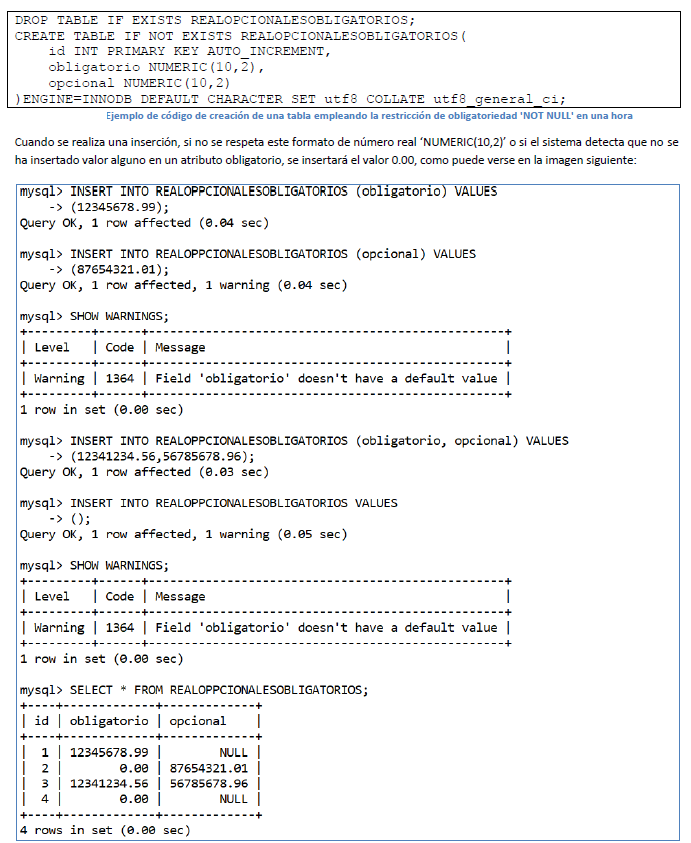 DROP TABLE IF EXISTS REALOPCIONALESOBLIGATORIOS;
CREATE TABLE IF NOT EXISTS REALOPCIONALESOBLIGATORIOS(
    id INT PRIMARY KEY AUTO_INCREMENT,
    obligatorio NUMERIC(10,2),
    opcional NUMERIC(10,2)
)ENGINE=INNODB DEFAULT CHARACTER SET utf8 COLLATE utf8_general_ci;
Ejemplo de código de creación de una tabla empleando la restricción de obligatoriedad 'NOT NULL' en una hora
Cuando se realiza una inserción, si no se respeta este formato de número real ‘NUMERIC(10,2)’ o si el sistema detecta que no se
ha insertado valor alguno en un atributo obligatorio, se insertará el valor 0.00, como puede verse en la imagen siguiente:
mysql> INSERT INTO REALOPPCIONALESOBLIGATORIOS (obligatorio) VALUES
    -> (12345678.99);
Query OK, 1 row affected (0.04 sec)
mysql> INSERT INTO REALOPPCIONALESOBLIGATORIOS (opcional) VALUES
    -> (87654321.01);
Query OK, 1 row affected, 1 warning (0.04 sec)
mysql> SHOW WARNINGS;
+---------+------+--------------------------------------------------+
| Level   | Code | Message                                          |
+---------+------+--------------------------------------------------+
| Warning | 1364 | Field 'obligatorio' doesn't have a default value |
+---------+------+--------------------------------------------------+
1 row in set (0.00 sec)
mysql> INSERT INTO REALOPPCIONALESOBLIGATORIOS (obligatorio, opcional) VALUES
    -> (12341234.56,56785678.96);
Query OK, 1 row affected (0.03 sec)
mysql> INSERT INTO REALOPPCIONALESOBLIGATORIOS VALUES
    -> ();
Query OK, 1 row affected, 1 warning (0.05 sec)
mysql> SHOW WARNINGS;
+---------+------+--------------------------------------------------+
| Level   | Code | Message                                          |
+---------+------+--------------------------------------------------+
| Warning | 1364 | Field 'obligatorio' doesn't have a default value |
+---------+------+--------------------------------------------------+
1 row in set (0.00 sec)
mysql> SELECT * FROM REALOPPCIONALESOBLIGATORIOS;
+----+-------------+-------------+
| id | obligatorio | opcional    |
+----+-------------+-------------+
|  1 | 12345678.99 |        NULL |
|  2 |        0.00 | 87654321.01 |
|  3 | 12341234.56 | 56785678.96 |
|  4 |        0.00 |        NULL |
+----+-------------+-------------+
4 rows in set (0.00 sec)